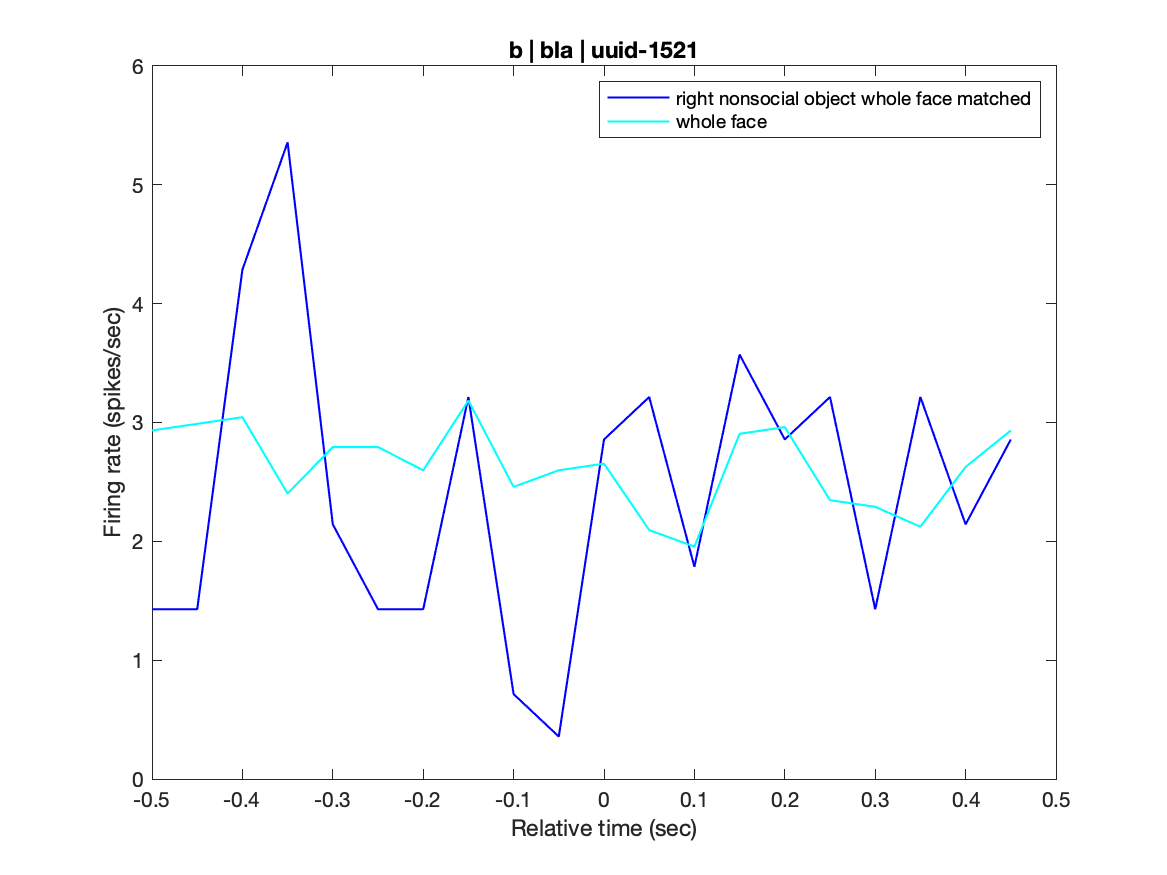 b | bla | uuid-1521
right nonsocial object whole face matched
whole face
Firing rate (spikes/sec)
6
5
4
3
2
1
0
-0.5 -0.4 -0.3 -0.2 -0.1 0 0.1 0.2 0.3 0.4 0.5
Relative time (sec)